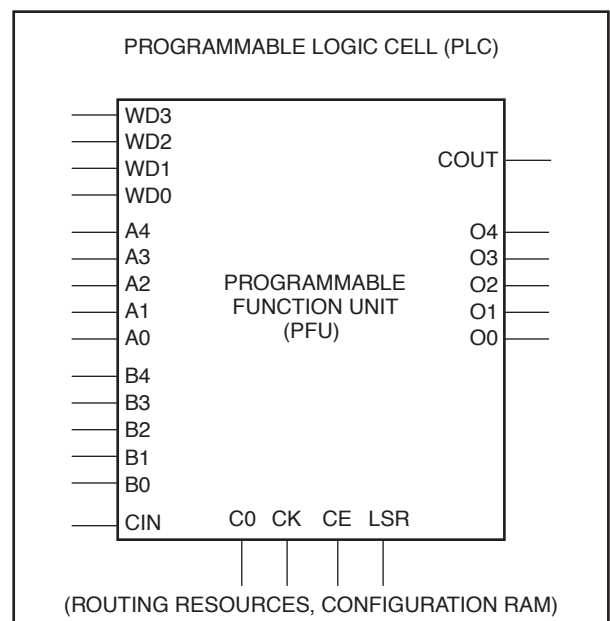 PROGRAMMABLE LOGIC CELL (PLC)
WD3
WD2
WD1
WD0
A4
A3
A2
A1
A0
B4
B3
B2
B1
B0
CIN
PROGRAMMABLE
FUNCTION UNIT
(PFU)
COUT
O4
O3
O2
O1
O0
C0 CK CE LSR
(ROUTING RESOURCES, CONFIGURATION RAM)